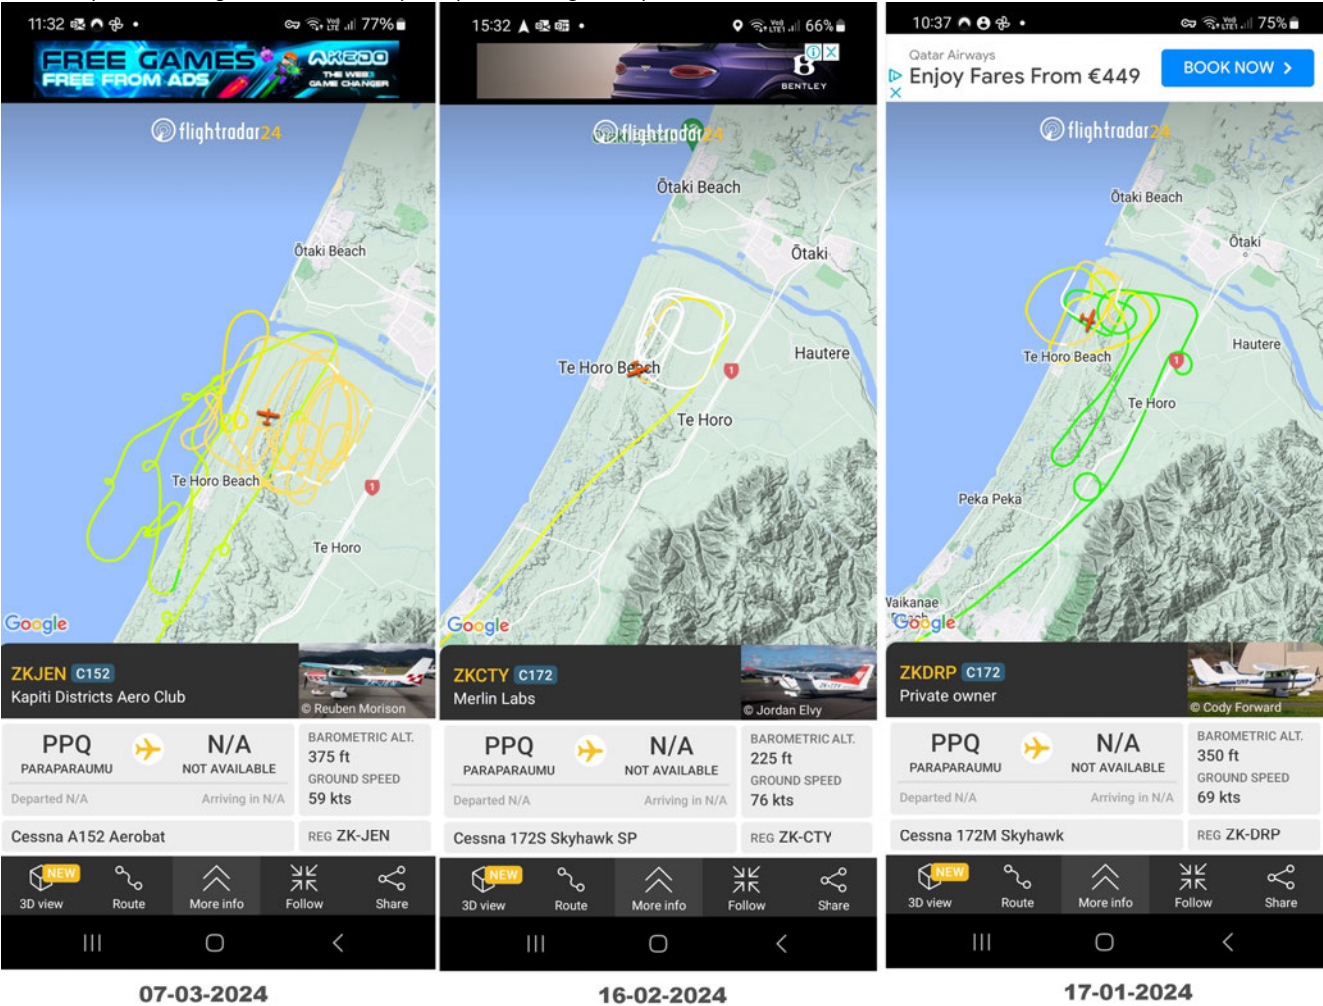 11:32
77%
FREE GAMES
FREE FROM ADS
AKEDO
THE WEB3
GAME CHANGER
flightradar24
Ōtaki Beach
Te Horo Beach
1
Te Horo
Google
ZKJEN C152
Kapiti Districts Aero Club
© Reuben Morison
PPQ
PARAPARAUMU
N/A
NOT AVAILABLE
Departed N/A
Arriving in N/A
BAROMETRIC ALT.
375 ft
GROUND SPEED
59 kts
Cessna A152 Aerobat
REG ZK-JEN
NEW
3D view
Route
More info
Follow
Share
07-03-2024
15:32
66%
BENTLEY
flightradar24
Ōtaki Beach
Ōtaki
Te Horo Beach
Hautere
1
Te Horo
Google
ZKCTY C172
Merlin Labs
© Jordan Elvy
PPQ
PARAPARAUMU
N/A
NOT AVAILABLE
Departed N/A
Arriving in N/A
BAROMETRIC ALT.
225 ft
GROUND SPEED
76 kts
Cessna 172S Skyhawk SP
REG ZK-CTY
NEW
3D view
Route
More info
Follow
Share
16-02-2024
10:37
75%
Qatar Airways
Enjoy Fares From €449
BOOK NOW
flightradar24
Ōtaki Beach
Ōtaki
Te Horo Beach
Hautere
1
Te Horo
Peka Peka
Waikanae
Beach
Google
ZKDRP C172
Private owner
© Cody Forward
PPQ
PARAPARAUMU
N/A
NOT AVAILABLE
Departed N/A
Arriving in N/A
BAROMETRIC ALT.
350 ft
GROUND SPEED
69 kts
Cessna 172M Skyhawk
REG ZK-DRP
NEW
3D view
Route
More info
Follow
Share
17-01-2024